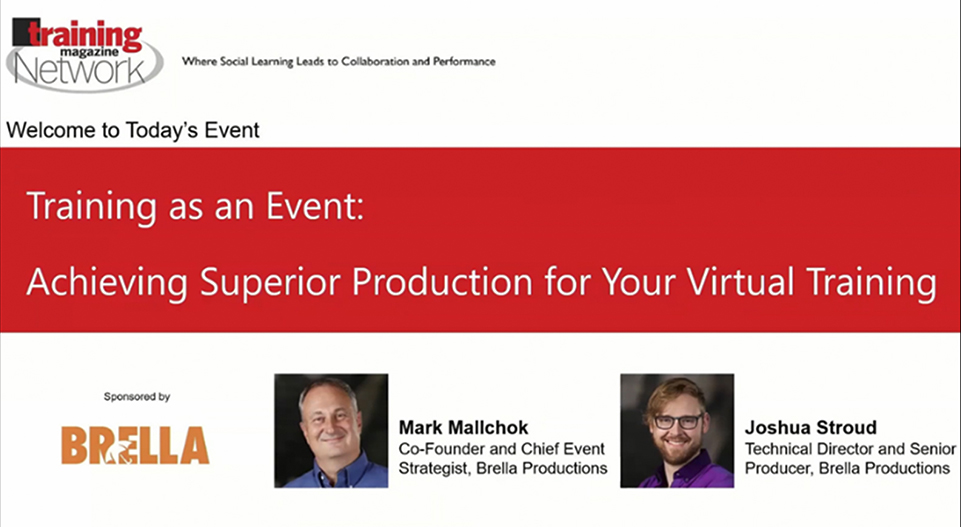 training
magazine
Network
Where Social Learning Leads to Collaboration and Performance
Welcome to Today's Event
Training as an Event:
Achieving Superior Production for Your Virtual Training
Sponsored by
BRELLA
Mark Mallchok
Co-Founder and Chief Event
Strategist, Brella Productions
Joshua Stroud
Technical Director and Senior
Producer, Brella Productions